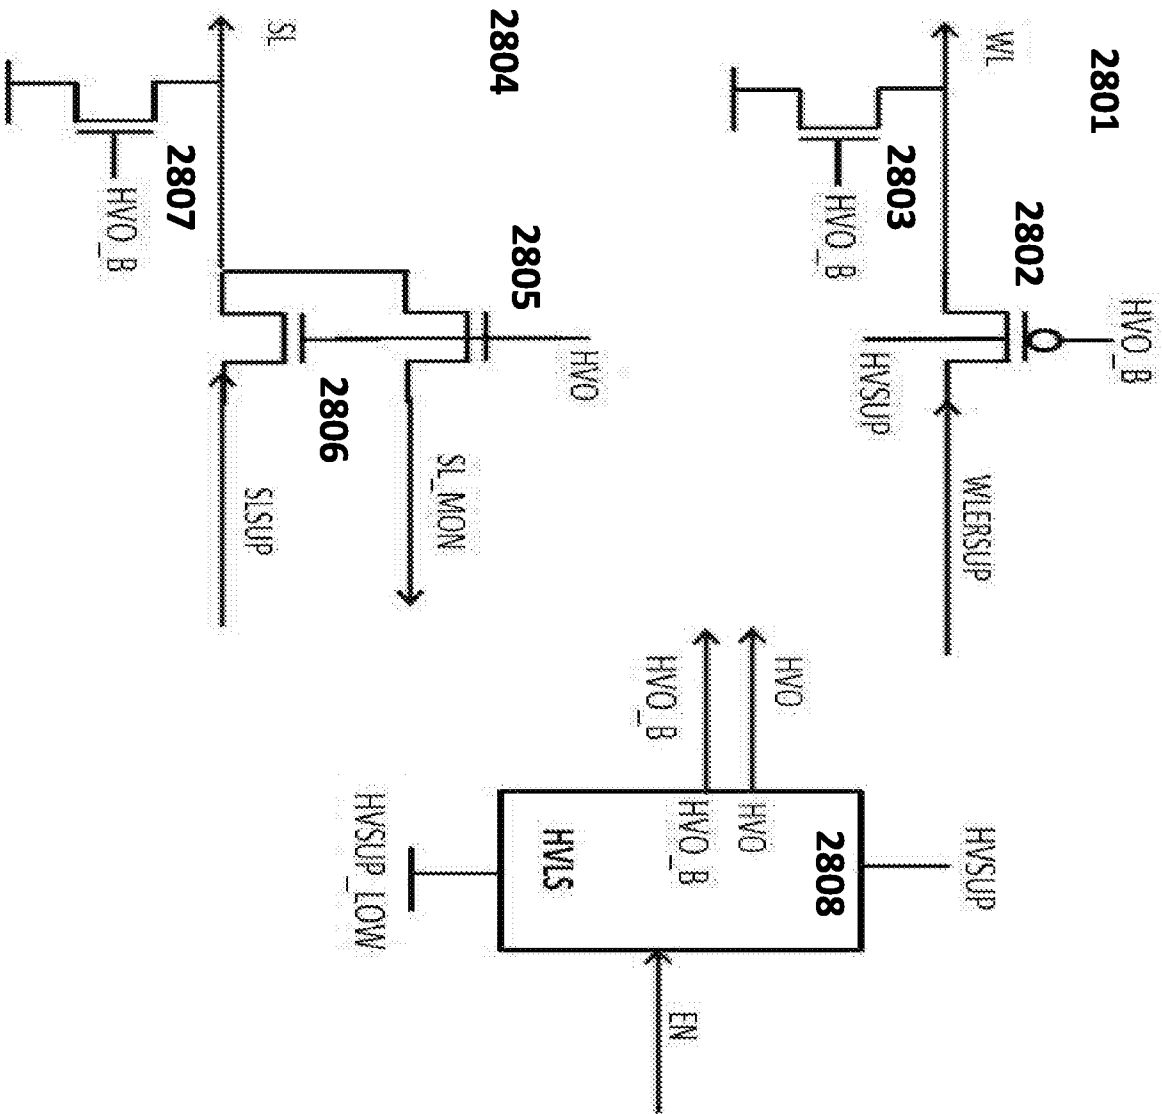 2801
HVO_B
2802
WL
WLERSUP
2803
HVSUP
HVO_B
2804
HVO
2805
SL_MON
2806
SL
SLSUP
2807
HVO_B
HVSUP
2808
HVO
HVO
HVO_B
HVO_B
EN
HVLS
HVSUP_LOW